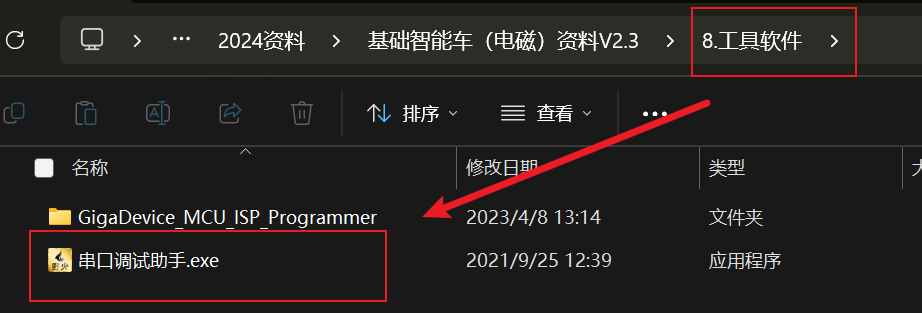 … 2024资料 基础智能车（电磁）资料V2.3 8.工具软件
排序 查看 •••
名称 修改日期 类型
GigaDevice_MCU_ISP_Programmer 2023/4/8 13:14 文件夹
串口调试助手.exe 2021/9/25 12:39 应用程序